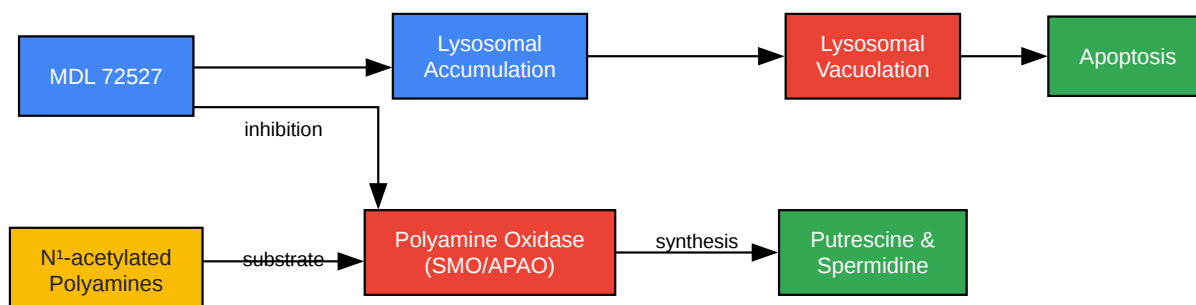 MDL 72527
Lysosomal
Accumulation
Lysosomal
Vacuolation
Apoptosis
inhibition
N¹-acetylated
Polyamines
substrate
Polyamine Oxidase
(SMO/APAO)
synthesis
Putrescine &
Spermidine